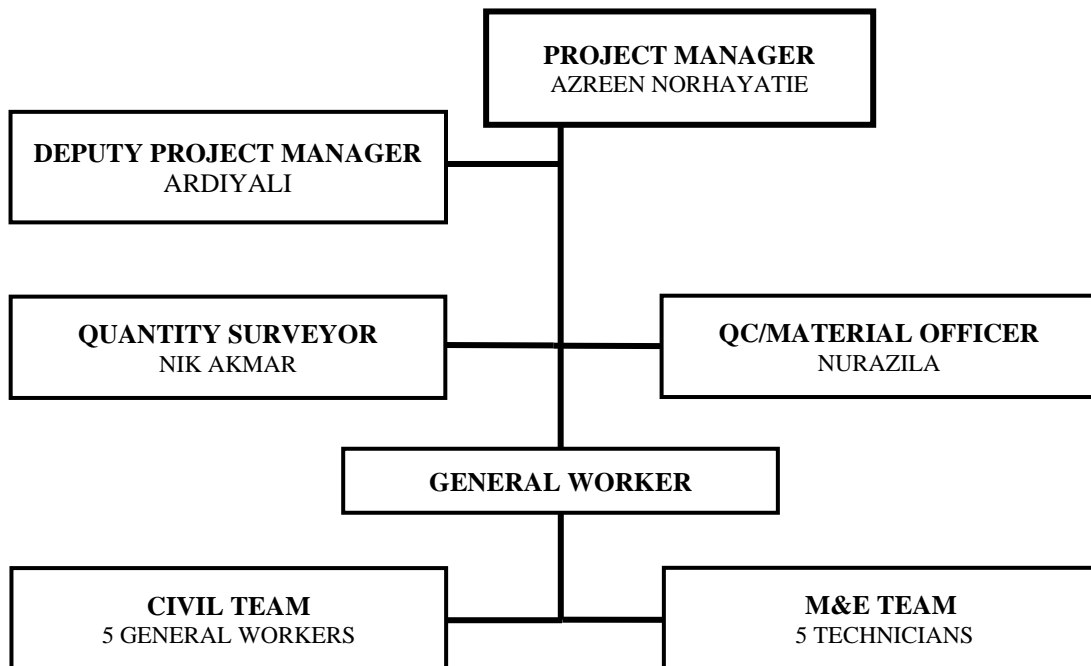 PROJECT MANAGER
AZREEN NORHAYATIE
DEPUTY PROJECT MANAGER
ARDIYALI
QUANTITY SURVEYOR
NIK AKMAR
QC/MATERIAL OFFICER
NURAZILA
GENERAL WORKER
CIVIL TEAM
5 GENERAL WORKERS
M&E TEAM
5 TECHNICIANS